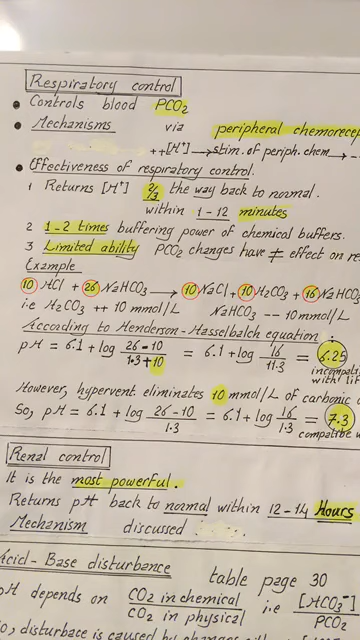 Respiratory control
• Controls blood PCO2
• Mechanisms via peripheral
++[H+] → stim. of periph. chem →
• Effectiveness of respiratory control.
1 Returns [H+] 2/3 the way back to normal.
within 1-12 minutes
2 1-2 times buffering power of chemical buffers.
3 Limited ability PCO2 changes have ≠ effect on
Example
10 HCl + 26 NaHCO3 → 10 NaCl + 10 H2CO3 + 16 NaHCO3
i.e H2CO3 ++ 10 mmol/L NaHCO3 -- 10 mmol/L
According to Henderson-Hasselbalch equation :
pH = 6.1 + log 26-10 / 1.3+10 = 6.1 + log 16 / 11.3 = 6.25
with
However, hypervent. eliminates 10 mmol/L of carbonic
So, pH = 6.1 + log 26-10 / 1.3 = 6.1 + log 16 / 1.3 = 7.3
compatible
Renal control
It is the most powerful.
Returns pH back to normal within 12-14 Hours
Mechanism discussed
Acid-Base disturbance table page 30
pH depends on CO2 in chemical / CO2 in physical i.e [HCO3-] / PCO2
So, disturbance is caused by